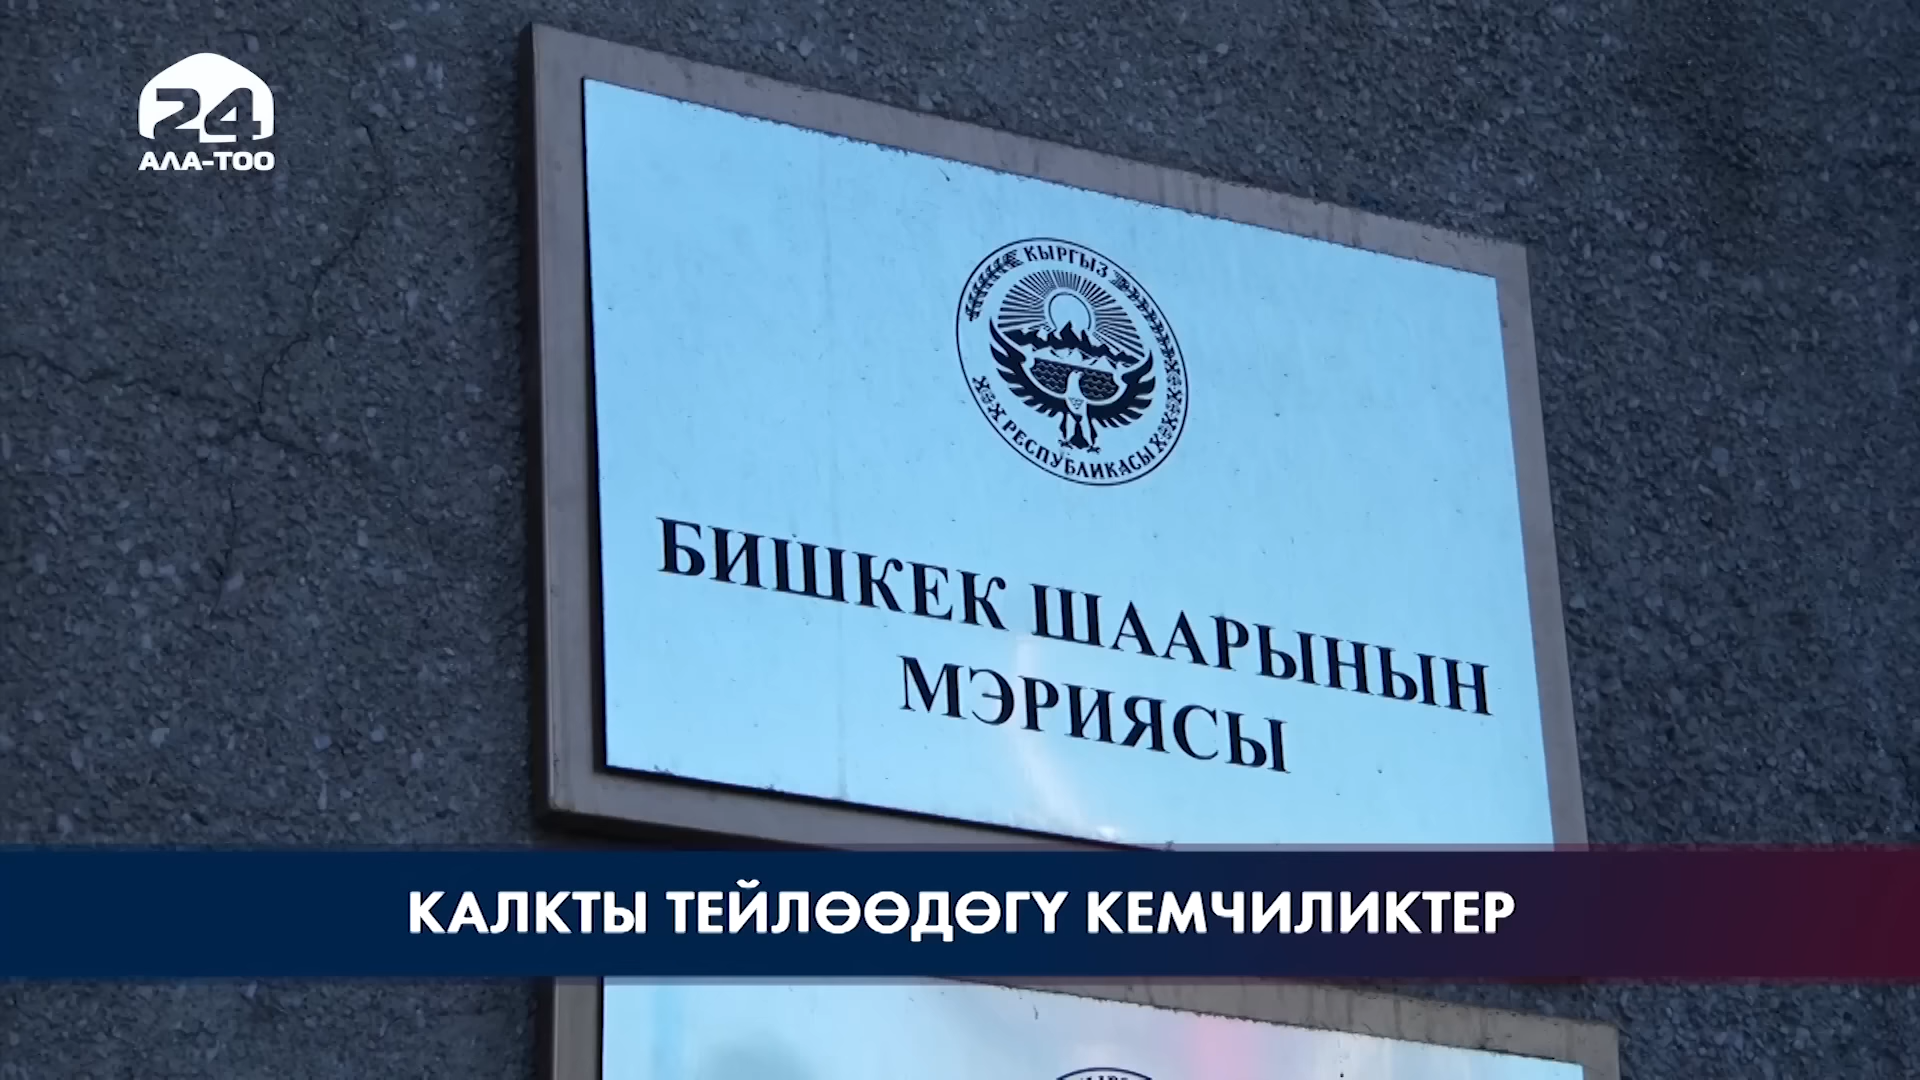 24
АЛА-ТОО
КЫРГЫЗ
РЕСПУБЛИКАСЫ
БИШКЕК ШААРЫНЫН
МЭРИЯСЫ
КАЛКТЫ ТЕЙЛӨӨДӨГҮ КЕМЧИЛИКТЕР